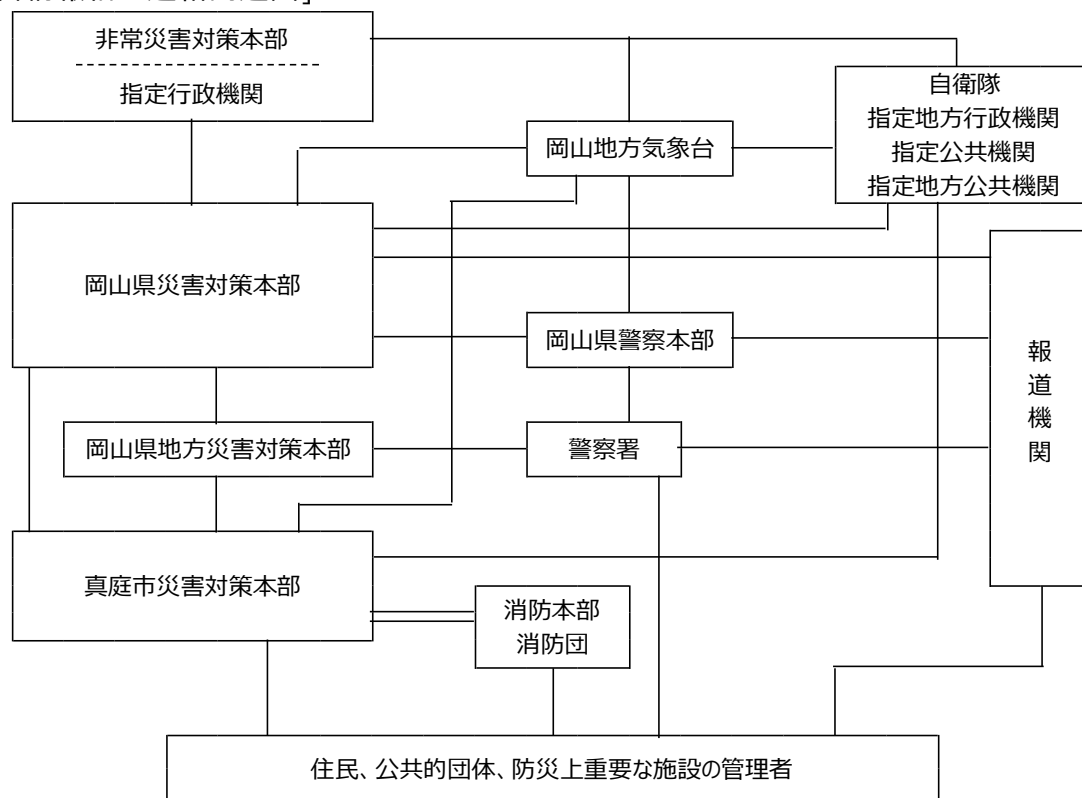 非常災害対策本部
指定行政機関
自衛隊
指定地方行政機関
指定公共機関
指定地方公共機関
岡山地方気象台
岡山県災害対策本部
岡山県警察本部
報道機関
岡山県地方災害対策本部
警察署
真庭市災害対策本部
消防本部
消防団
住民、公共的団体、防災上重要な施設の管理者